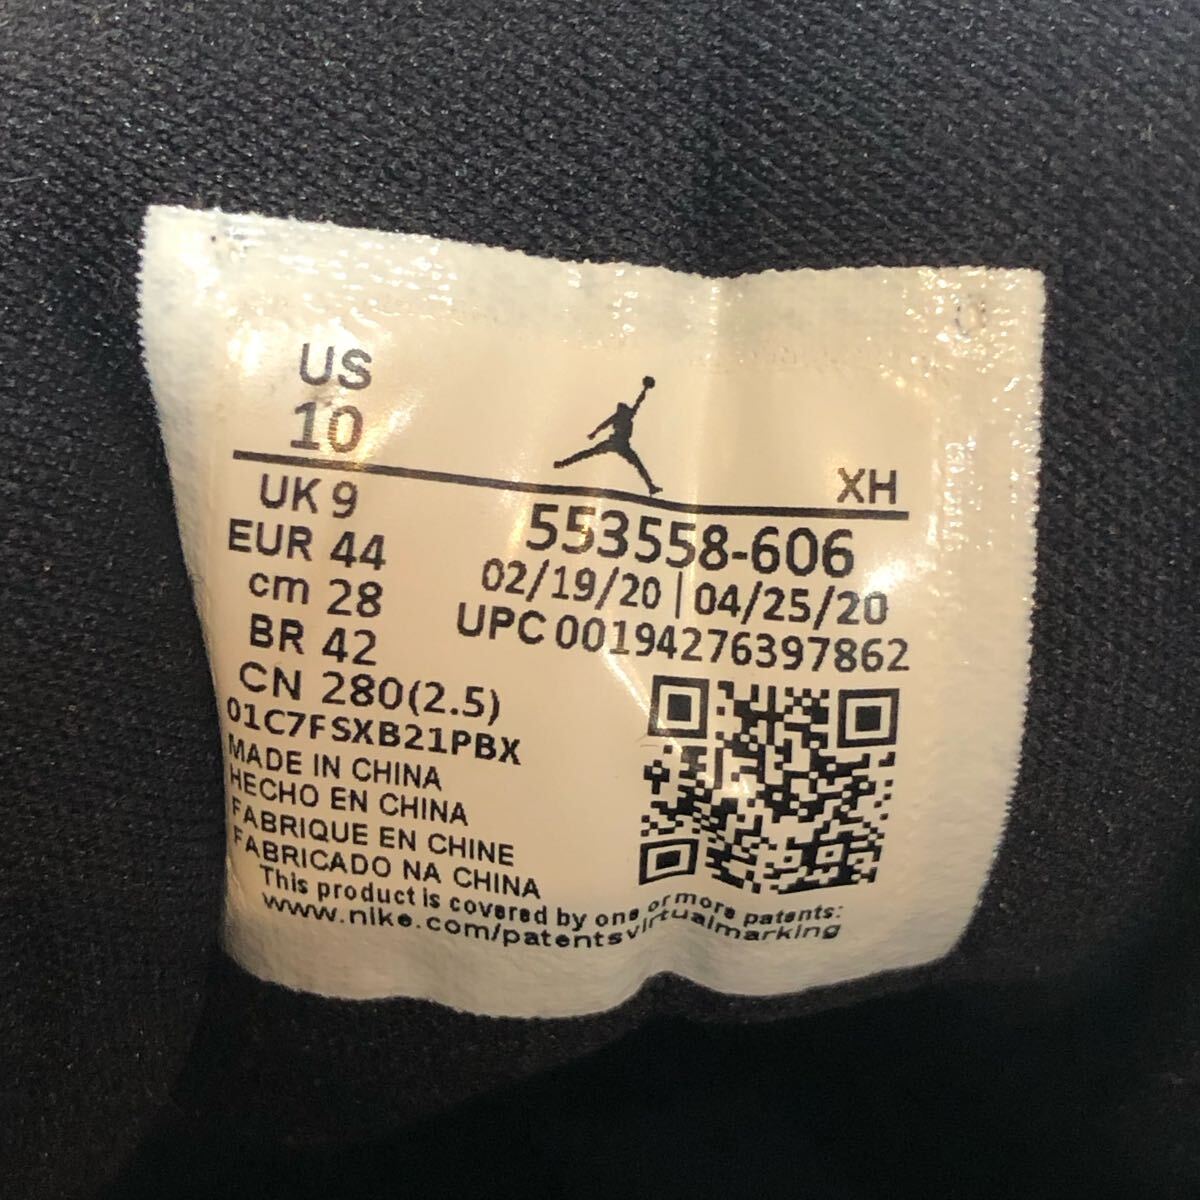 US
10
XH
UK 9
EUR 44
cm 28
BR 42
CN 280(2.5)
01C7FSXB21PBX
553558-606
02/19/20 | 04/25/20
UPC 00194276397862
MADE IN CHINA
HECHO EN CHINA
FABRIQUE EN CHINE
FABRICADO NA CHINA
This product is covered by one or more patents:
www.nike.com/patentsvirtualmarking